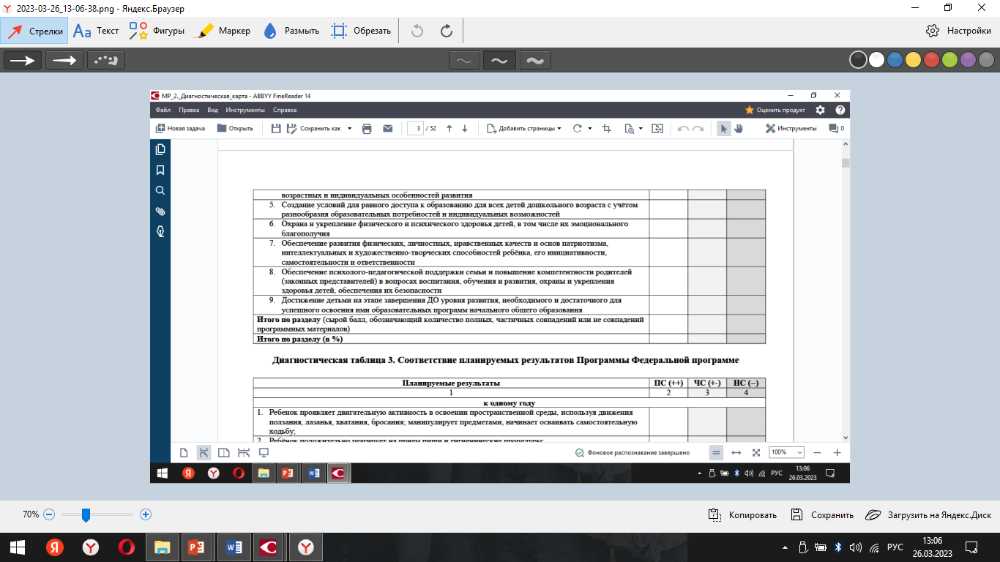 2023-03-26_13-06-38.png - Яндекс.Браузер
Стрелки Текст Фигуры Маркер Размыть Обрезать Настройки
МР_2._Диагностическая_карта - ABBYY FineReader 14
Файл Правка Вид Инструменты Справка Оценить продукт
Новая задача Открыть Сохранить как 3 / 52 Добавить страницы Инструменты 0
возрастных и индивидуальных особенностей развития
5. Создание условий для равного доступа к образованию для всех детей дошкольного возраста с учётом
разнообразия образовательных потребностей и индивидуальных возможностей
6. Охрана и укрепление физического и психического здоровья детей, в том числе их эмоционального
благополучия
7. Обеспечение развития физических, личностных, нравственных качеств и основ патриотизма,
интеллектуальных и художественно-творческих способностей ребёнка, его инициативности,
самостоятельности и ответственности
8. Обеспечение психолого-педагогической поддержки семьи и повышение компетентности родителей
(законных представителей) в вопросах воспитания, обучения и развития, охраны и укрепления
здоровья детей, обеспечения их безопасности
9. Достижение детьми на этапе завершения ДО уровня развития, необходимого и достаточного для
успешного освоения ими образовательных программ начального общего образования
Итого по разделу (сырой балл, обозначающий количество полных, частичных совпадений или не совпадений
программных материалов)
Итого по разделу (в %)
Диагностическая таблица 3. Соответствие планируемых результатов Программы Федеральной программе
Планируемые результаты ПС (++) ЧС (+-) НС (--)
1 2 3 4
к одному году
1. Ребенок проявляет двигательную активность в освоении пространственной среды, используя движения
ползания, лазанья, хватания, бросания; манипулирует предметами, начинает осваивать самостоятельную
ходьбу;
2. Ребёнок положительно реагирует на прием пищи и гигиенические процедуры;
Фоновое распознавание завершено 100%
РУС 13:06
26.03.2023
70% Копировать Сохранить Загрузить на Яндекс.Диск
РУС 13:06
26.03.2023